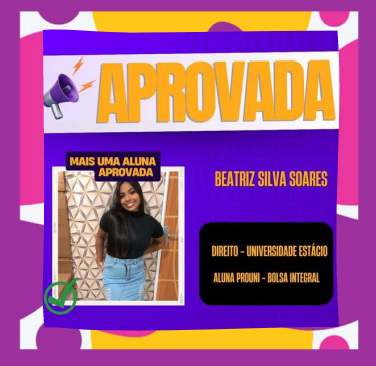 APROVADA
MAIS UMA ALUNA
APROVADA
BEATRIZ SILVA SOARES
DIREITO - UNIVERSIDADE ESTÁCIO
ALUNA PROUNI - BOLSA INTEGRAL